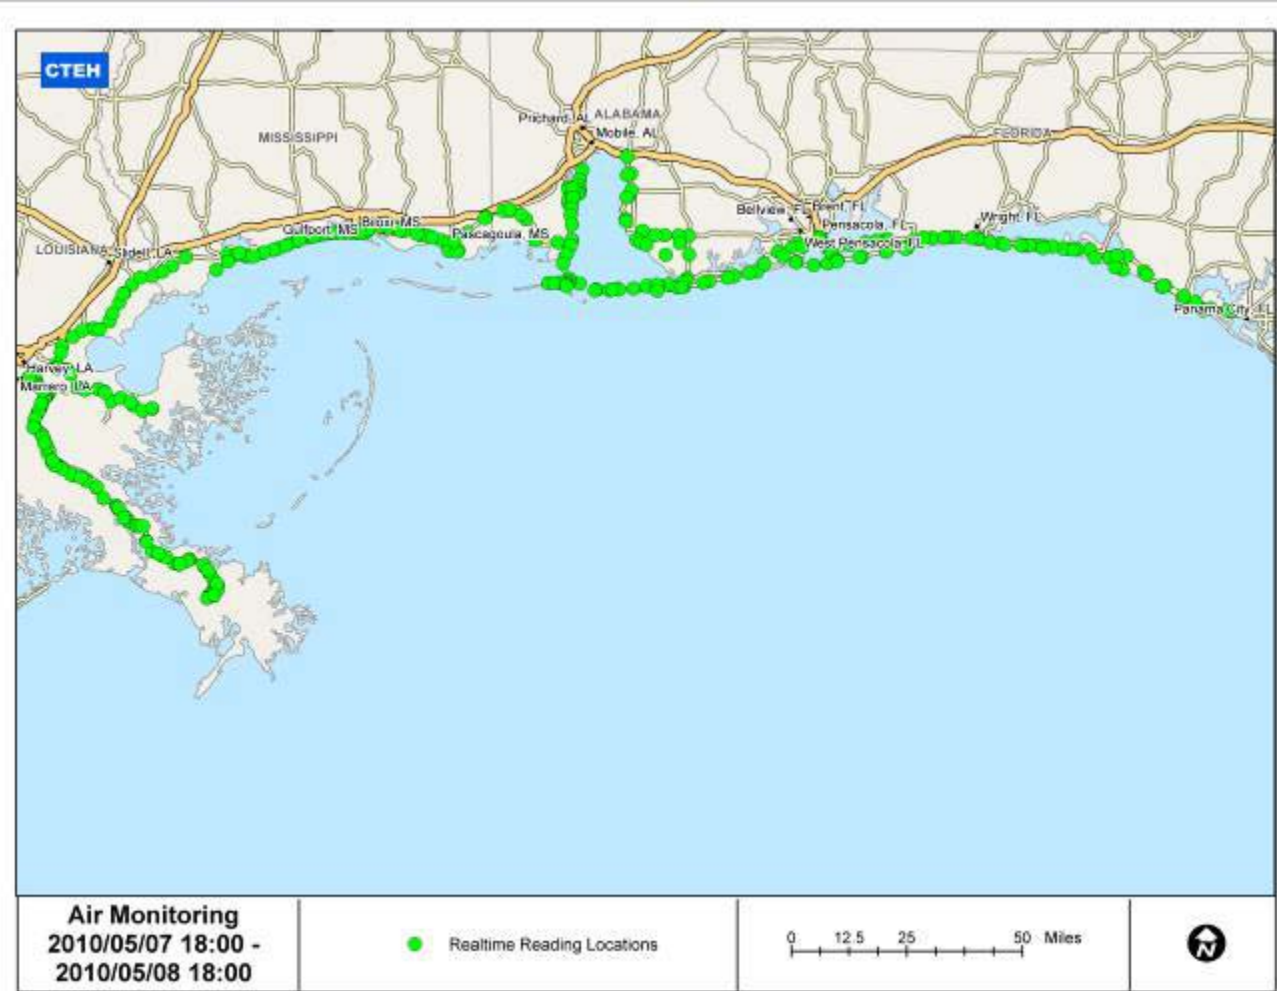 CTEH
ALABAMA
Prichard, AL
Mobile, AL
MISSISSIPPI
FLORIDA
Bellview, FL
Brent, FL
Biloxi, MS
Wright, FL
Pensacola, FL
Gulfport, MS
Pascagoula, MS
West Pensacola, FL
LOUISIANA
Slidell, LA
Panama City, FL
Harvey, LA
Marrero, LA
Air Monitoring
2010/05/07 18:00 -
2010/05/08 18:00
Realtime Reading Locations
0 12.5 25 50 Miles
N